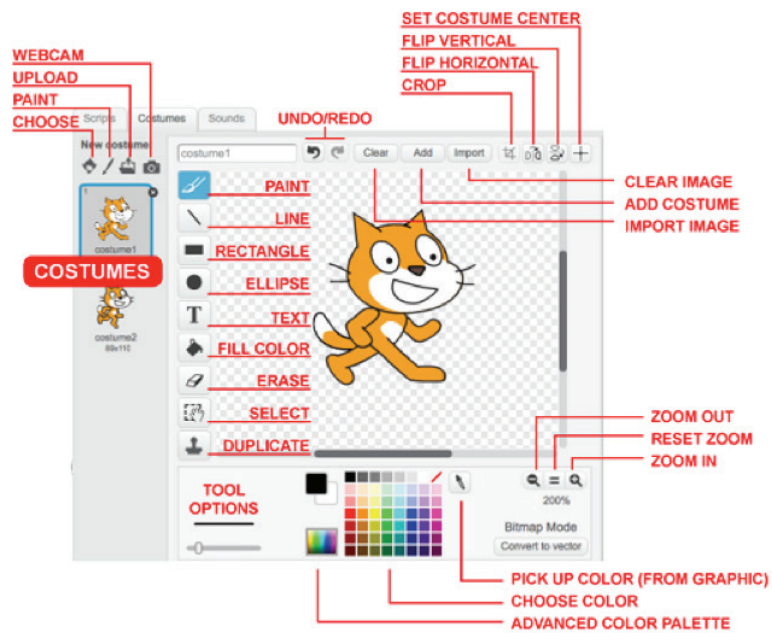 SET COSTUME CENTER
FLIP VERTICAL
FLIP HORIZONTAL
CROP
WEBCAM
UPLOAD
PAINT
CHOOSE
UNDO/REDO
Scripts
Costumes
Sounds
New costume
costume1
Clear
Add
Import
1
costume1
COSTUMES
costume2
89x110
PAINT
LINE
RECTANGLE
ELLIPSE
T
TEXT
FILL COLOR
ERASE
SELECT
DUPLICATE
CLEAR IMAGE
ADD COSTUME
IMPORT IMAGE
ZOOM OUT
RESET ZOOM
ZOOM IN
TOOL
OPTIONS
200%
Bitmap Mode
Convert to vector
PICK UP COLOR (FROM GRAPHIC)
CHOOSE COLOR
ADVANCED COLOR PALETTE